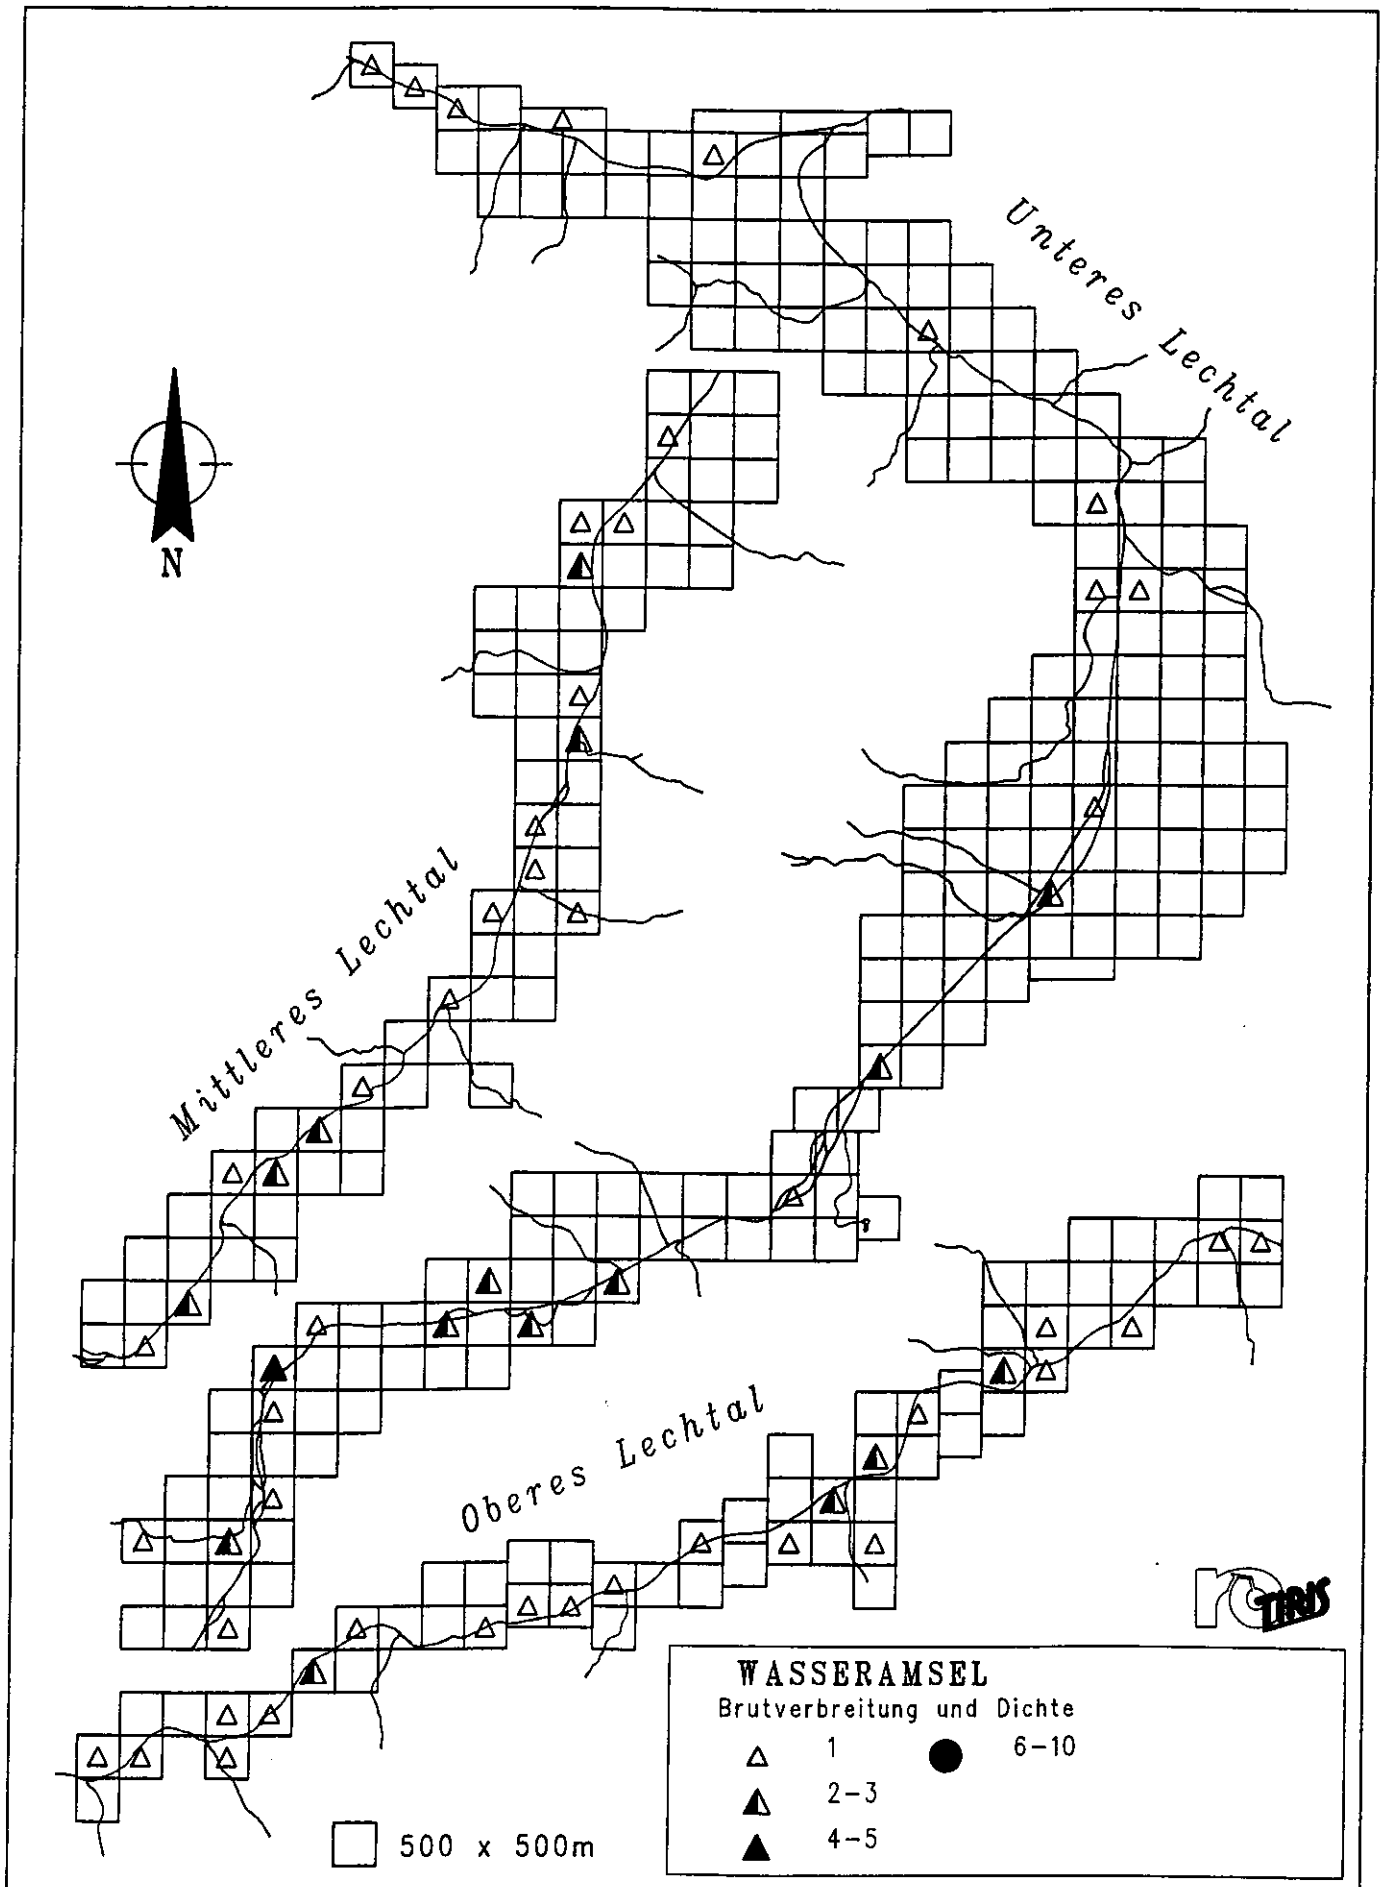 Unteres Lechtal
N
Mittleres Lechtal
Oberes Lechtal
TIRIS
WASSERAMSEL
Brutverbreitung und Dichte
1 6-10
2-3
4-5
500 x 500m